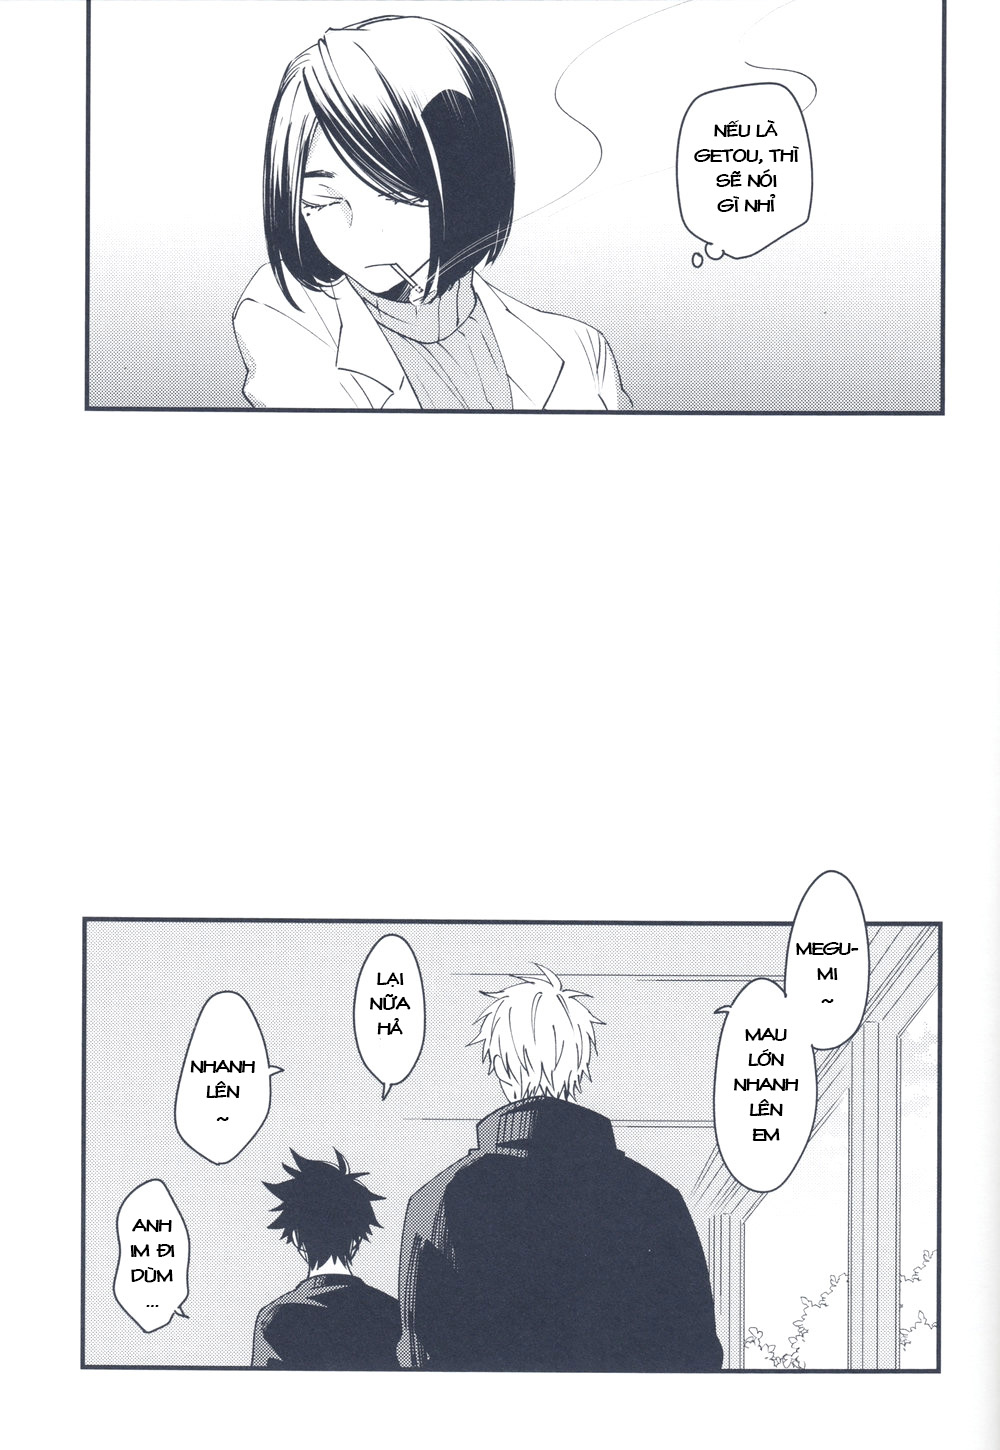 NẾU LÀ
GETOU, THÌ
SẼ NÓI
GÌ NHỈ
MEGU-
MI
~
MAU
LỚN
NHANH
LÊN
EM
LẠI
NỮA
HẢ
NHANH
LÊN
~
ANH
IM ĐI
DÙM
...